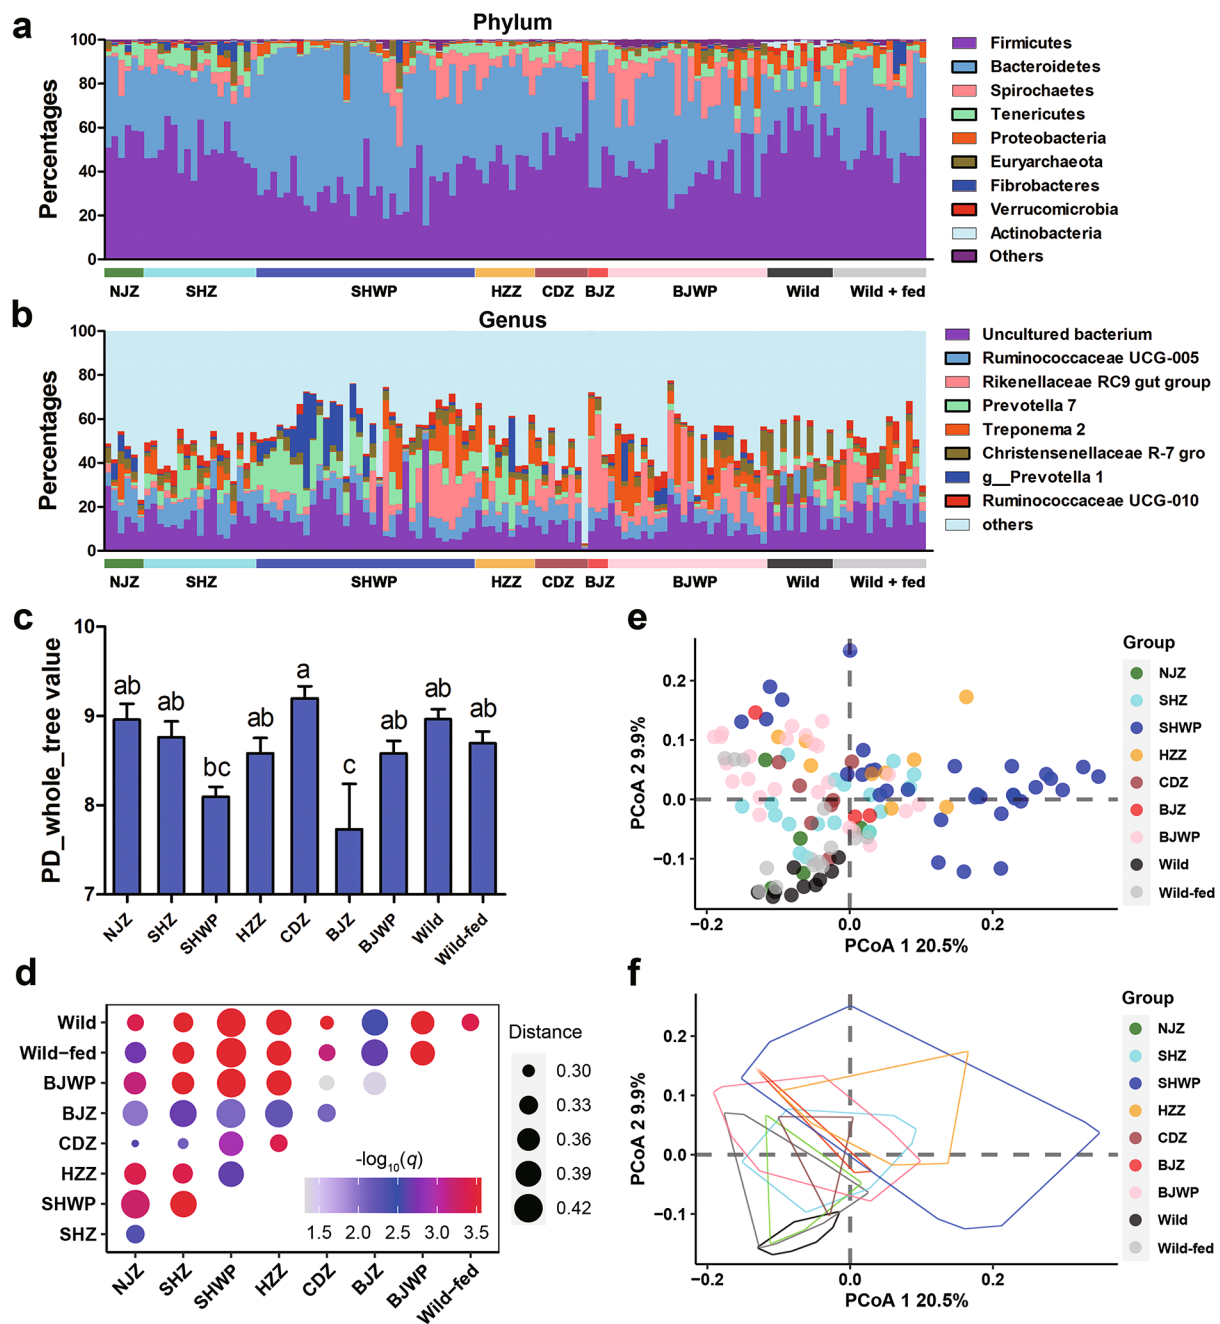 a
Phylum
Percentages
100
80
60
40
20
0
NJZ SHZ SHWP HZZ CDZ BJZ BJWP Wild Wild + fed
Firmicutes
Bacteroidetes
Spirochaetes
Tenericutes
Proteobacteria
Euryarchaeota
Fibrobacteres
Verrucomicrobia
Actinobacteria
Others
b
Genus
Percentages
100
80
60
40
20
0
NJZ SHZ SHWP HZZ CDZ BJZ BJWP Wild Wild + fed
Uncultured bacterium
Ruminococcaceae UCG-005
Rikenellaceae RC9 gut group
Prevotella 7
Treponema 2
Christensenellaceae R-7 gro
g__Prevotella 1
Ruminococcaceae UCG-010
others
c
PD_whole_tree value
10
9
8
7
ab ab bc ab a c ab ab ab
NJZ SHZ SHWP HZZ CDZ BJZ BJWP Wild Wild-fed
d
Wild
Wild−fed
BJWP
BJZ
CDZ
HZZ
SHWP
SHZ
NJZ SHZ SHWP HZZ CDZ BJZ BJWP Wild−fed
-log10(q)
1.5 2.0 2.5 3.0 3.5
Distance
0.30
0.33
0.36
0.39
0.42
e
PCoA 2 9.9%
0.2
0.1
0.0
−0.1
−0.2 0.0 0.2
PCoA 1 20.5%
Group
NJZ
SHZ
SHWP
HZZ
CDZ
BJZ
BJWP
Wild
Wild-fed
f
PCoA 2 9.9%
0.2
0.1
0.0
−0.1
−0.2 0.0 0.2
PCoA 1 20.5%
Group
NJZ
SHZ
SHWP
HZZ
CDZ
BJZ
BJWP
Wild
Wild-fed